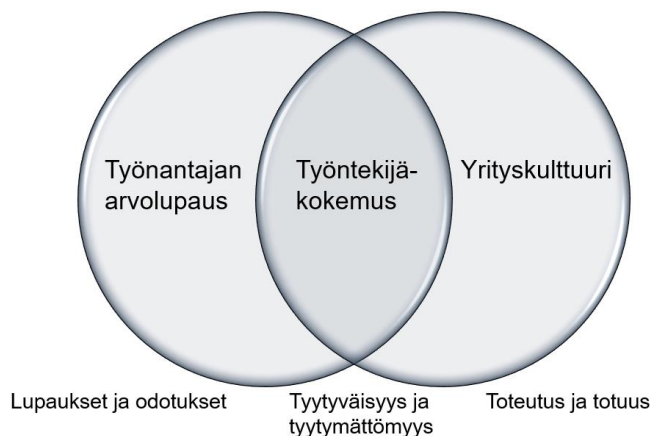 Työnantajan
arvolupaus
Työntekijä-
kokemus
Yrityskulttuuri
Lupaukset ja odotukset
Tyytyväisyys ja
tyytymättömyys
Toteutus ja totuus